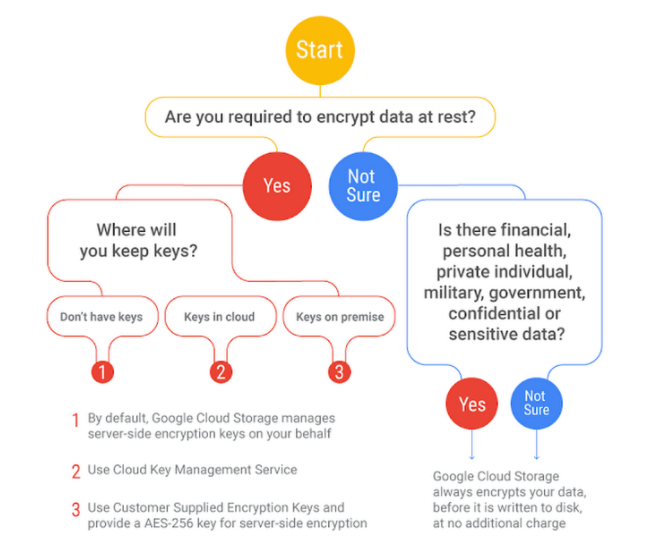 Start
Are you required to encrypt data at rest?
Yes
Not
Sure
Where will
you keep keys?
Don't have keys
Keys in cloud
Keys on premise
1
2
3
Is there financial,
personal health,
private individual,
military, government,
confidential or
sensitive data?
Yes
Not
Sure
1 By default, Google Cloud Storage manages
server-side encryption keys on your behalf
2 Use Cloud Key Management Service
3 Use Customer Supplied Encryption Keys and
provide a AES-256 key for server-side encryption
Google Cloud Storage
always encrypts your data,
before it is written to disk,
at no additional charge